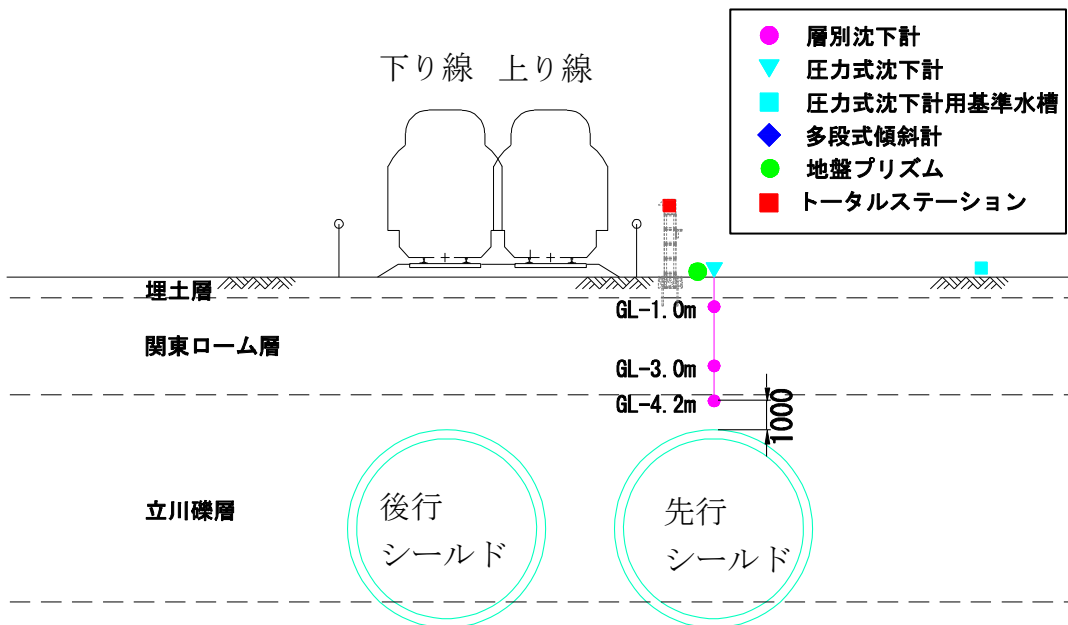 層別沈下計
圧力式沈下計
圧力式沈下計用基準水槽
多段式傾斜計
地盤プリズム
トータルステーション
下り線 上り線
埋土層
GL-1.0m
関東ローム層
GL-3.0m
GL-4.2m
1000
立川礫層
後行
シールド
先行
シールド